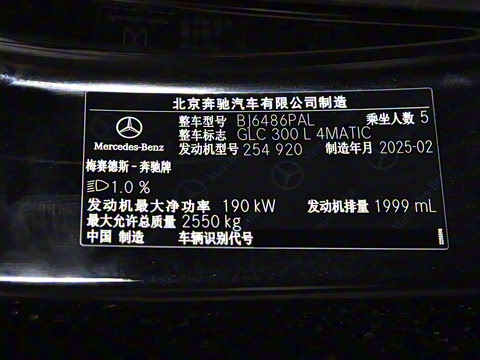 北京奔驰汽车有限公司制造
整车型号 BJ6486PAL 乘坐人数 5
整车标志 GLC 300 L 4MATIC
Mercedes-Benz 发动机型号 254 920 制造年月 2025-02
梅赛德斯-奔驰牌
1.0 %
发动机最大净功率 190 kW 发动机排量 1999 mL
最大允许总质量 2550 kg
中国 制造 车辆识别代号